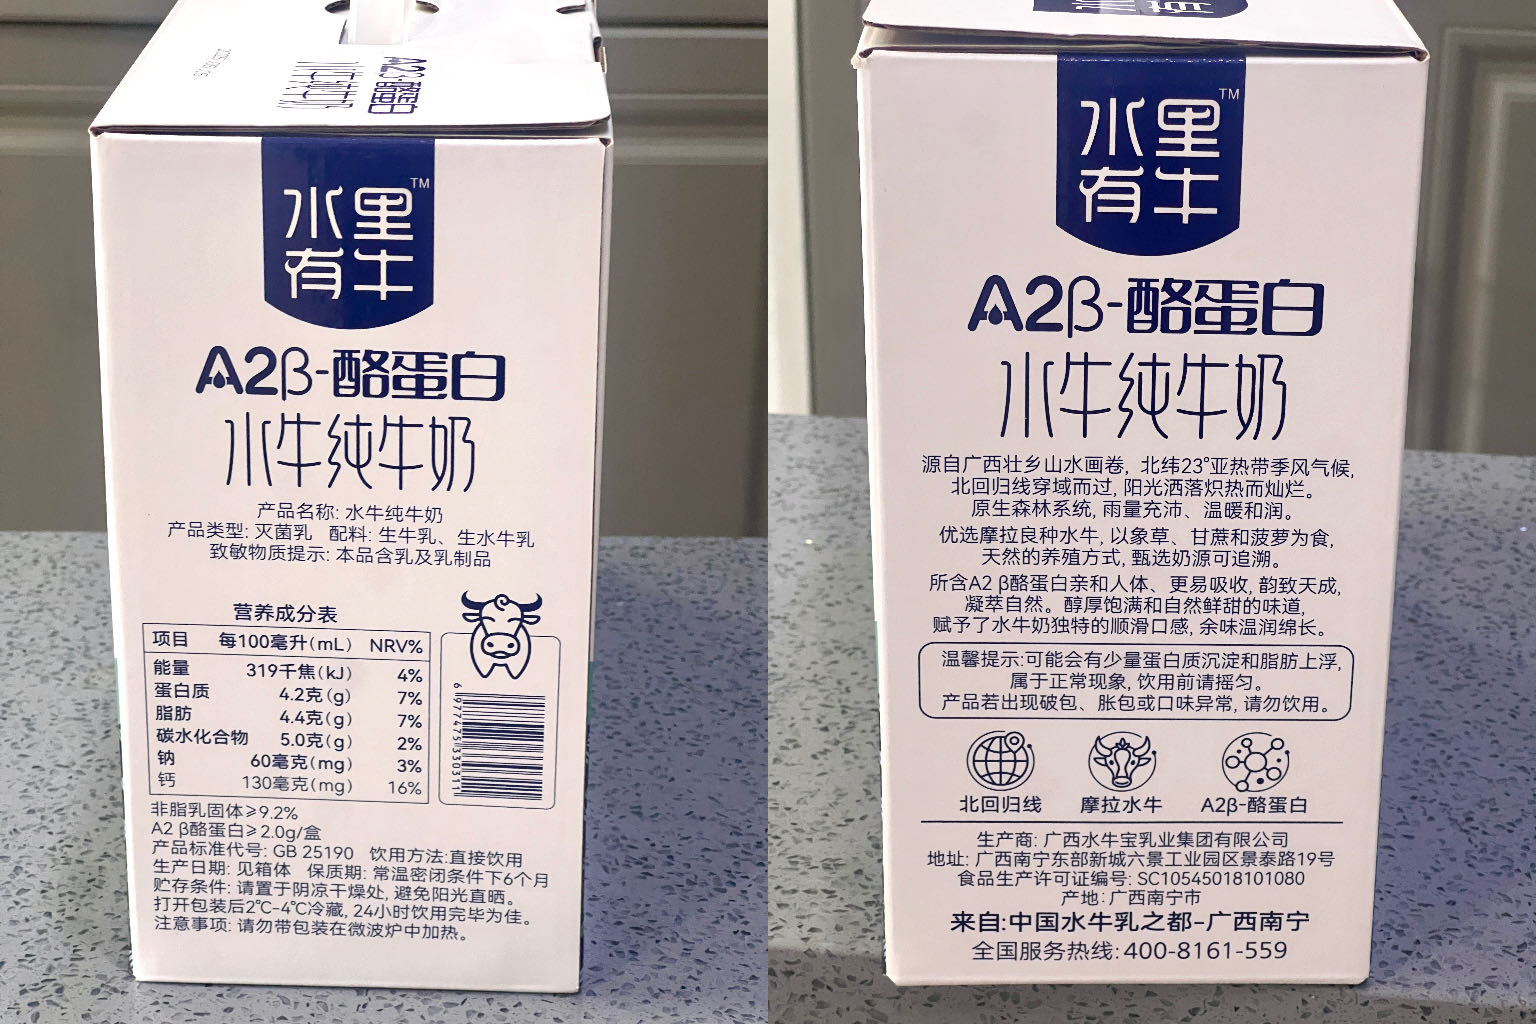 A2β-酪蛋白
水牛纯牛奶
水里
有牛
TM
A2β-酪蛋白
水牛纯牛奶
产品名称: 水牛纯牛奶
产品类型: 灭菌乳 配料: 生牛乳、生水牛乳
致敏物质提示: 本品含乳及乳制品
营养成分表
项目 每100毫升(mL) NRV%
能量 319千焦(kJ) 4%
蛋白质 4.2克(g) 7%
脂肪 4.4克(g) 7%
碳水化合物 5.0克(g) 2%
钠 60毫克(mg) 3%
钙 130毫克(mg) 16%
6 977475 330311
非脂乳固体≥9.2%
A2 β酪蛋白≥2.0g/盒
产品标准代号: GB 25190 饮用方法:直接饮用
生产日期: 见箱体 保质期: 常温密闭条件下6个月
贮存条件: 请置于阴凉干燥处, 避免阳光直晒。
打开包装后2℃-4℃冷藏, 24小时饮用完毕为佳。
注意事项: 请勿带包装在微波炉中加热。
水里
有牛
TM
A2β-酪蛋白
水牛纯牛奶
源自广西壮乡山水画卷, 北纬23°亚热带季风气候,
北回归线穿域而过, 阳光洒落炽热而灿烂。
原生森林系统, 雨量充沛、温暖和润。
优选摩拉良种水牛, 以象草、甘蔗和菠萝为食,
天然的养殖方式, 甄选奶源可追溯。
所含A2 β酪蛋白亲和人体、更易吸收, 韵致天成,
凝萃自然。醇厚饱满和自然鲜甜的味道,
赋予了水牛奶独特的顺滑口感, 余味温润绵长。
温馨提示:可能会有少量蛋白质沉淀和脂肪上浮,
属于正常现象, 饮用前请摇匀。
产品若出现破包、胀包或口味异常, 请勿饮用。
北回归线 摩拉水牛 A2β-酪蛋白
生产商: 广西水牛宝乳业集团有限公司
地址: 广西南宁东部新城六景工业园区景泰路19号
食品生产许可证编号: SC10545018101080
产地: 广西南宁市
来自:中国水牛乳之都-广西南宁
全国服务热线: 400-8161-559